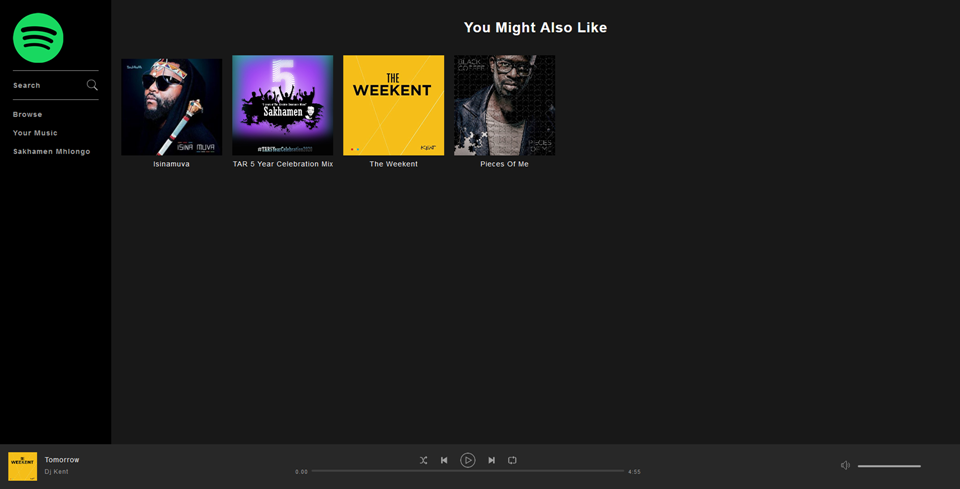 Search
Browse
Your Music
Sakhamen Mhlongo
You Might Also Like
ISINA MUVA
Isinamuva
5
Sakhamen
TAR 5 Year Celebration Mix
THE
WEEKENT
The Weekent
BLACK
COFFEE
PIECES
OF ME
Pieces Of Me
THE
WEEKENT
Tomorrow
Dj Kent
0.00
4:55